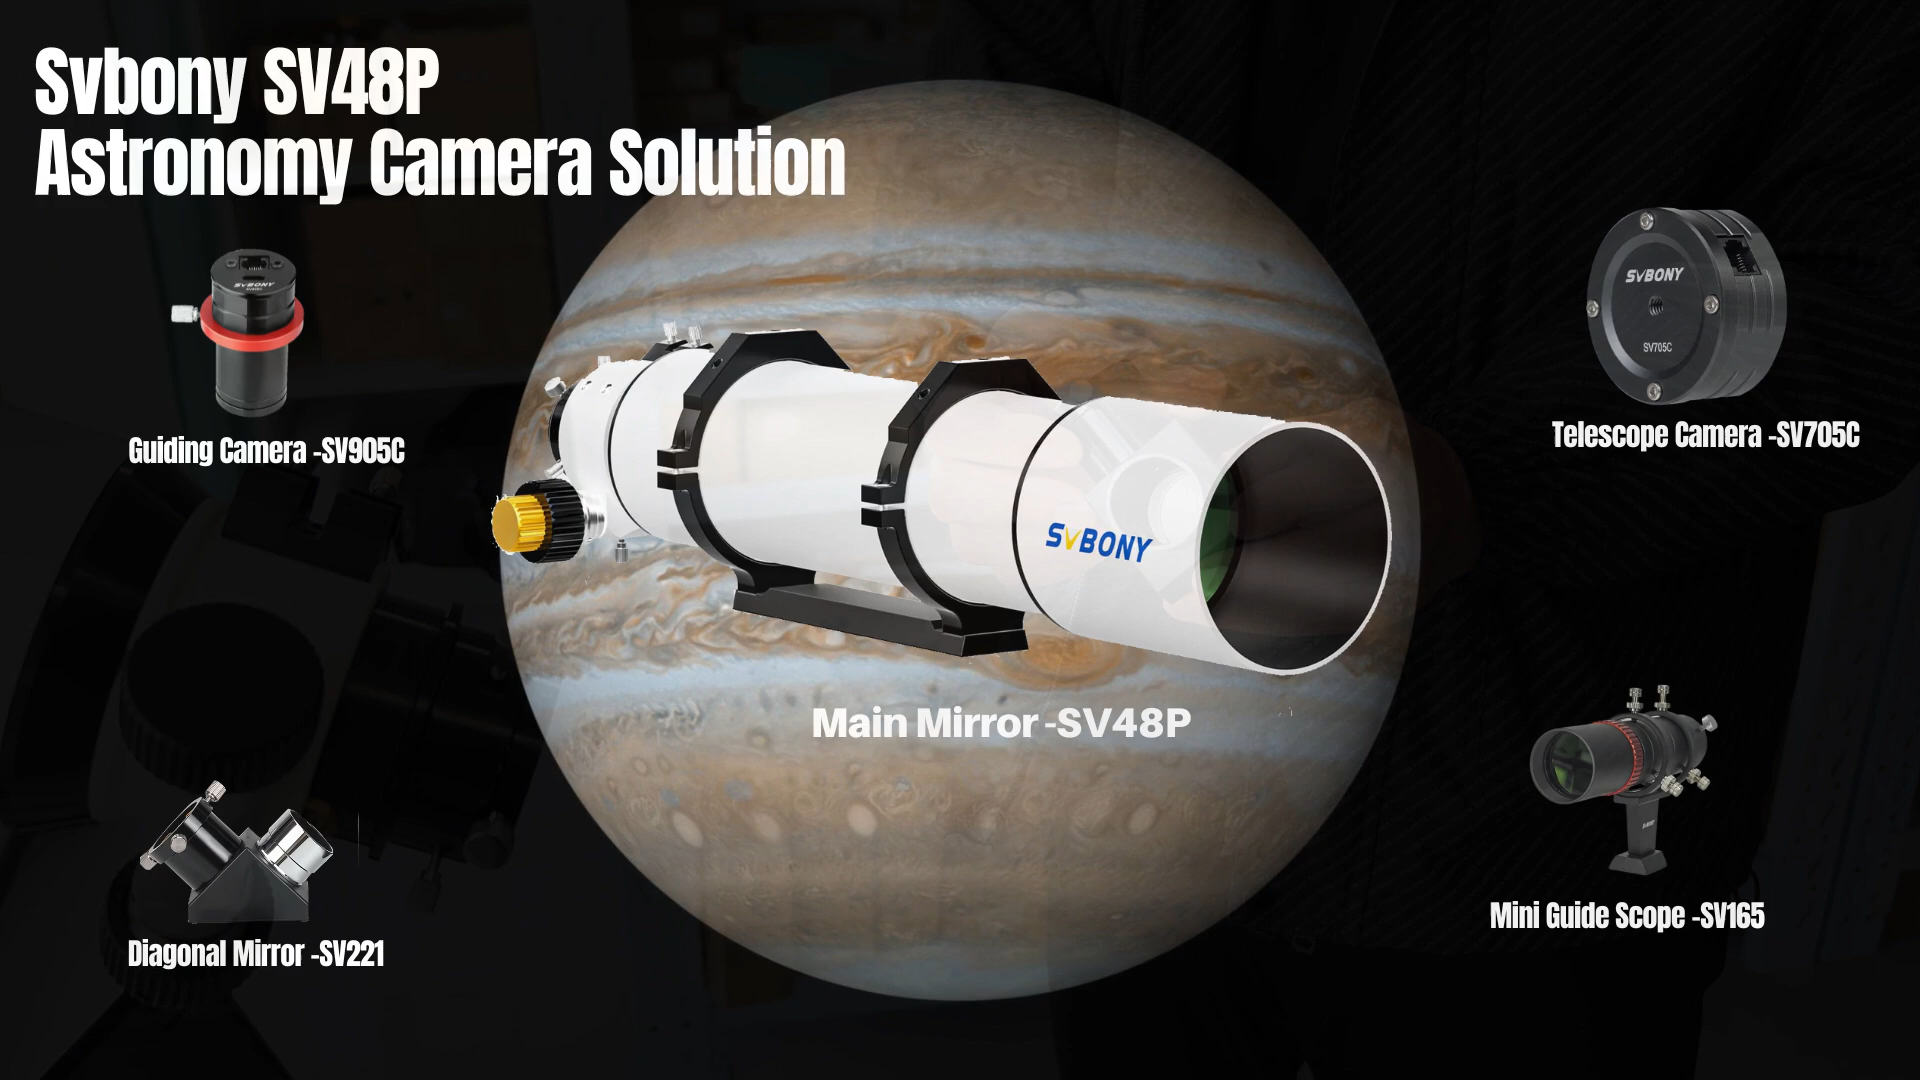 Svbony SV48P
Astronomy Camera Solution
SVBONY
Guiding Camera -SV905C
SVBONY
SV705C
Telescope Camera -SV705C
SVBONY
Main Mirror -SV48P
Diagonal Mirror -SV221
Mini Guide Scope -SV165